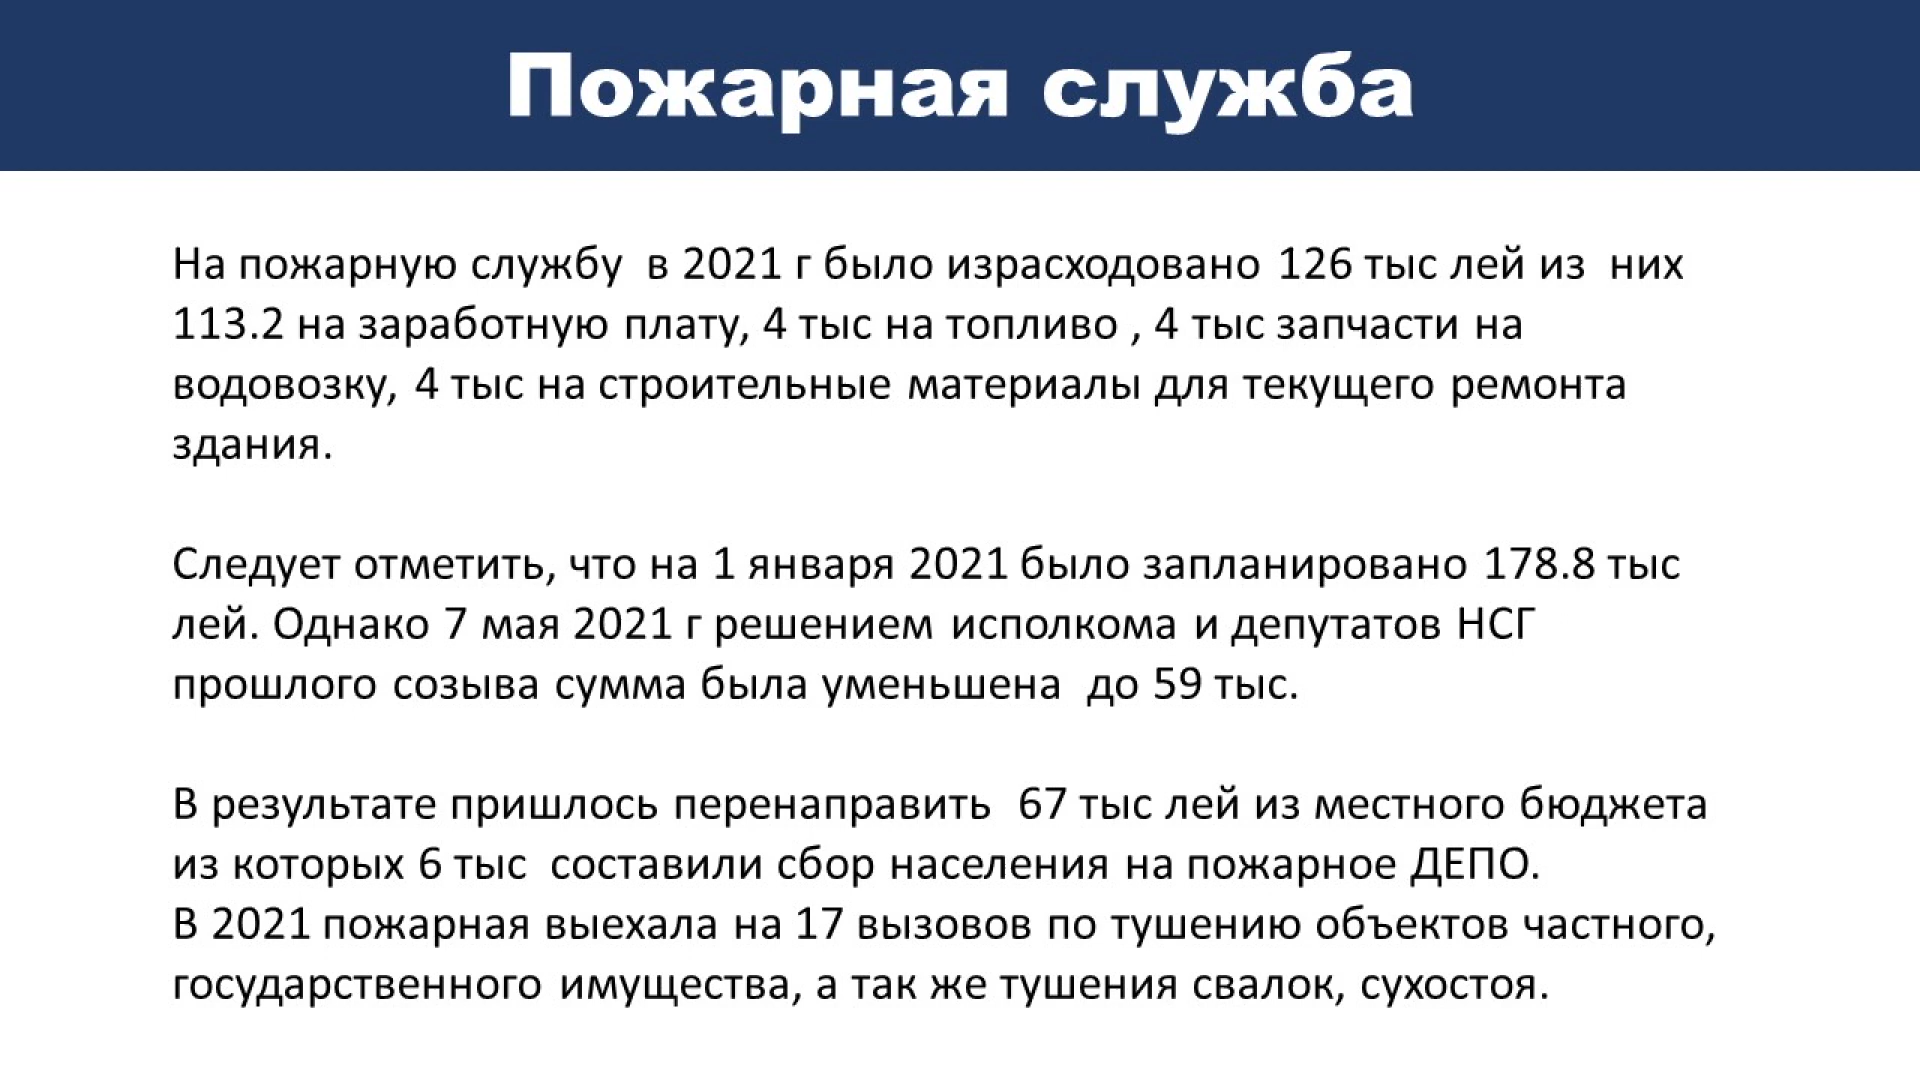 Пожарная служба
На пожарную службу  в 2021 г было израсходовано 126 тыс лей из  них
113.2 на заработную плату, 4 тыс на топливо , 4 тыс запчасти на
водовозку, 4 тыс на строительные материалы для текущего ремонта
здания.
Следует отметить, что на 1 января 2021 было запланировано 178.8 тыс
лей. Однако 7 мая 2021 г решением исполкома и депутатов НСГ
прошлого созыва сумма была уменьшена  до 59 тыс.
В результате пришлось перенаправить  67 тыс лей из местного бюджета
из которых 6 тыс  составили сбор населения на пожарное ДЕПО.
В 2021 пожарная выехала на 17 вызовов по тушению объектов частного,
государственного имущества, а так же тушения свалок, сухостоя.